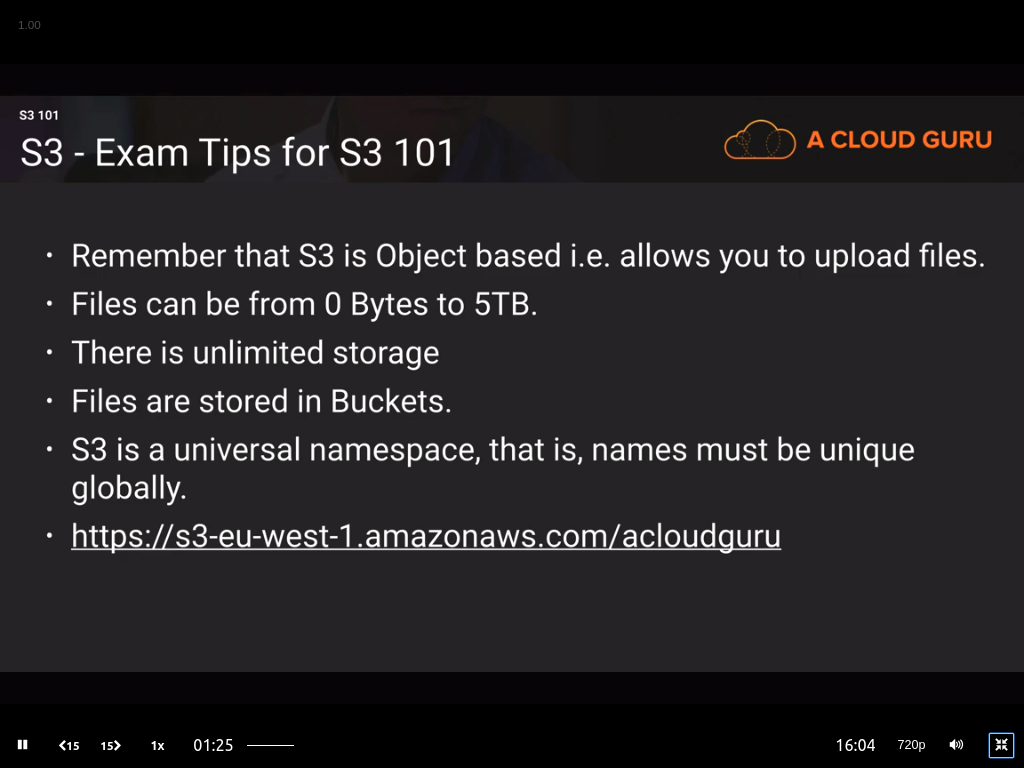 1.00
S3 101
S3 - Exam Tips for S3 101
A CLOUD GURU
• Remember that S3 is Object based i.e. allows you to upload files.
• Files can be from 0 Bytes to 5TB.
• There is unlimited storage
• Files are stored in Buckets.
• S3 is a universal namespace, that is, names must be unique
globally.
• https://s3-eu-west-1.amazonaws.com/acloudguru
15 15 1x 01:25 16:04 720p